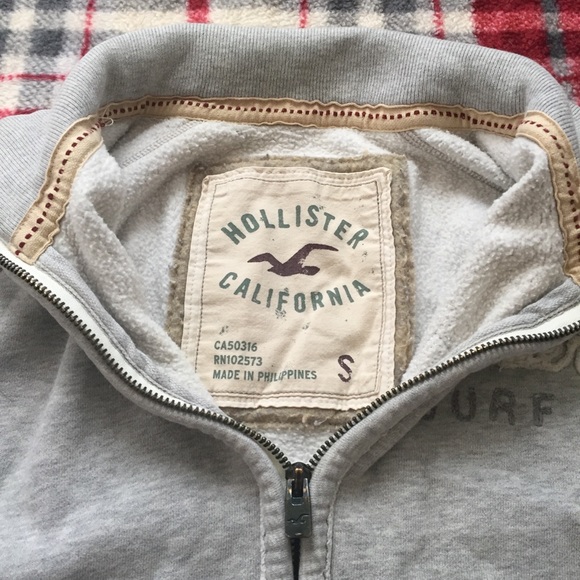 HOLLISTER
CALIFORNIA
CA50316
RN102573
MADE IN PHILIPPINES
S
SURF